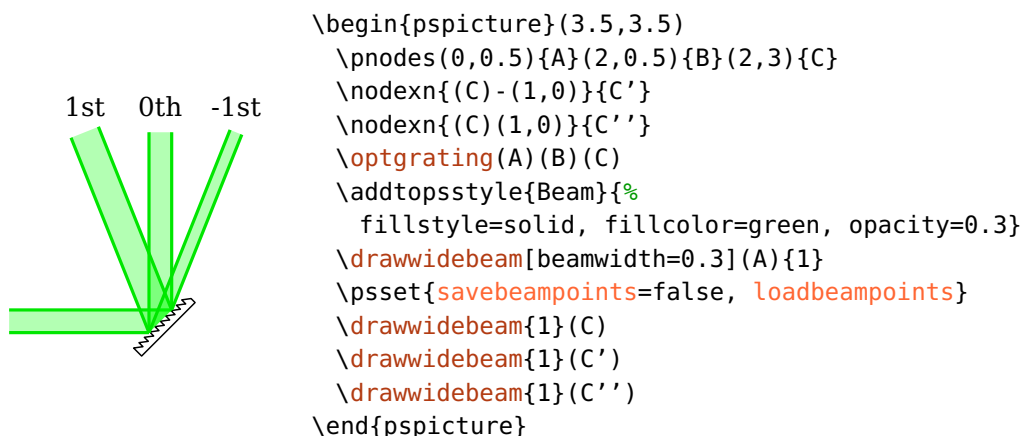 1st 0th -1st
\begin{pspicture}(3.5,3.5)
\pnodes(0,0.5){A}(2,0.5){B}(2,3){C}
\nodexn{(C)-(1,0)}{C’}
\nodexn{(C)(1,0)}{C’’}
\optgrating(A)(B)(C)
\addtopsstyle{Beam}{%
fillstyle=solid, fillcolor=green, opacity=0.3}
\drawwidebeam[beamwidth=0.3](A){1}
\psset{savebeampoints=false, loadbeampoints}
\drawwidebeam{1}(C)
\drawwidebeam{1}(C’)
\drawwidebeam{1}(C’’)
\end{pspicture}